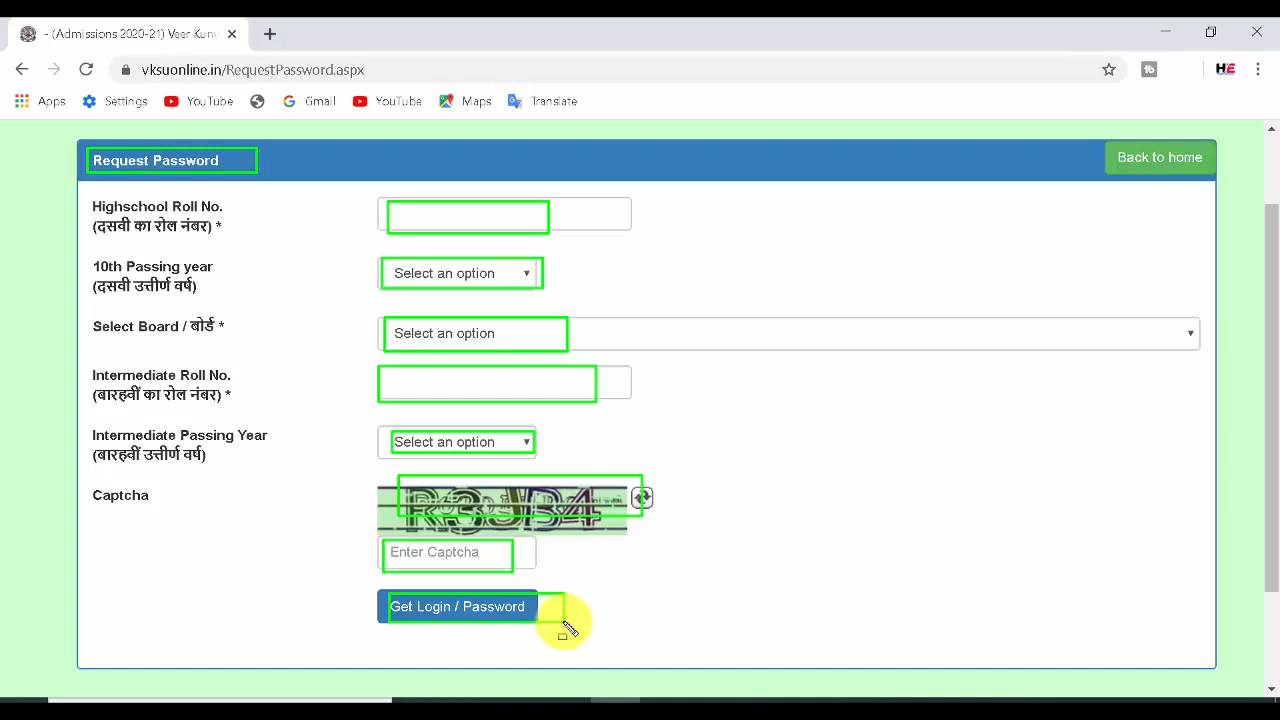 - (Admissions 2020-21) Veer Kun
vksuonline.in/RequestPassword.aspx
Apps Settings YouTube Gmail YouTube Maps Translate
Request Password
Back to home
Highschool Roll No.
(दसवी का रोल नंबर) *
10th Passing year
(दसवी उत्तीर्ण वर्ष)
Select an option
Select Board / बोर्ड *
Select an option
Intermediate Roll No.
(बारहवीं का रोल नंबर) *
Intermediate Passing Year
(बारहवीं उत्तीर्ण वर्ष)
Select an option
Captcha
R3JB4
Enter Captcha
Get Login / Password